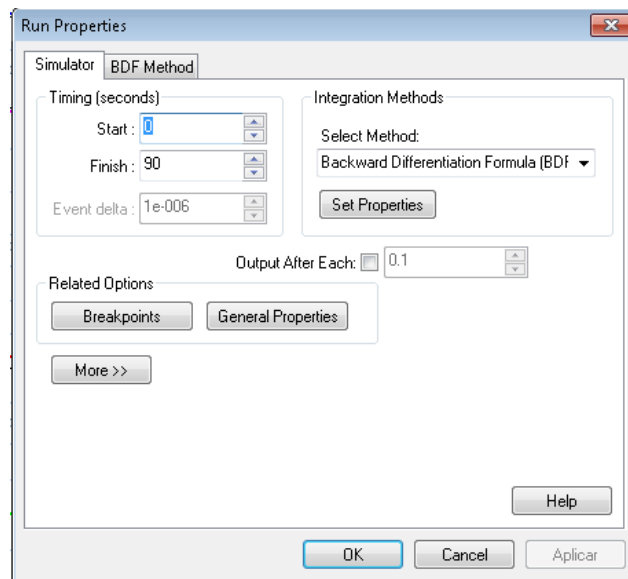 Run Properties
Simulator BDF Method
Timing (seconds)
Start : 0
Finish : 90
Event delta : 1e-006
Integration Methods
Select Method:
Backward Differentiation Formula (BDF
Set Properties
Output After Each: 0.1
Related Options
Breakpoints General Properties
More >>
Help
OK Cancel Aplicar